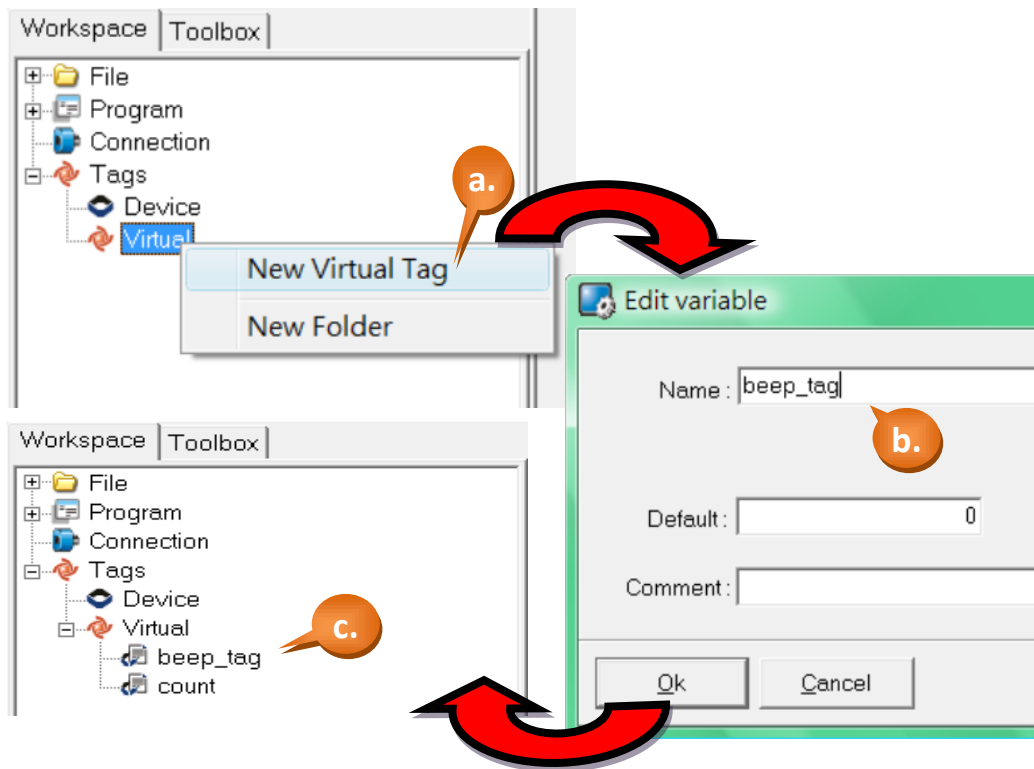 Workspace Toolbox
File
Program
Connection
Tags
Device
Virtual
a.
New Virtual Tag
New Folder
Edit variable
Name : beep_tag
b.
Default : 0
Comment :
Ok Cancel
Workspace Toolbox
File
Program
Connection
Tags
Device
Virtual
c.
beep_tag
count